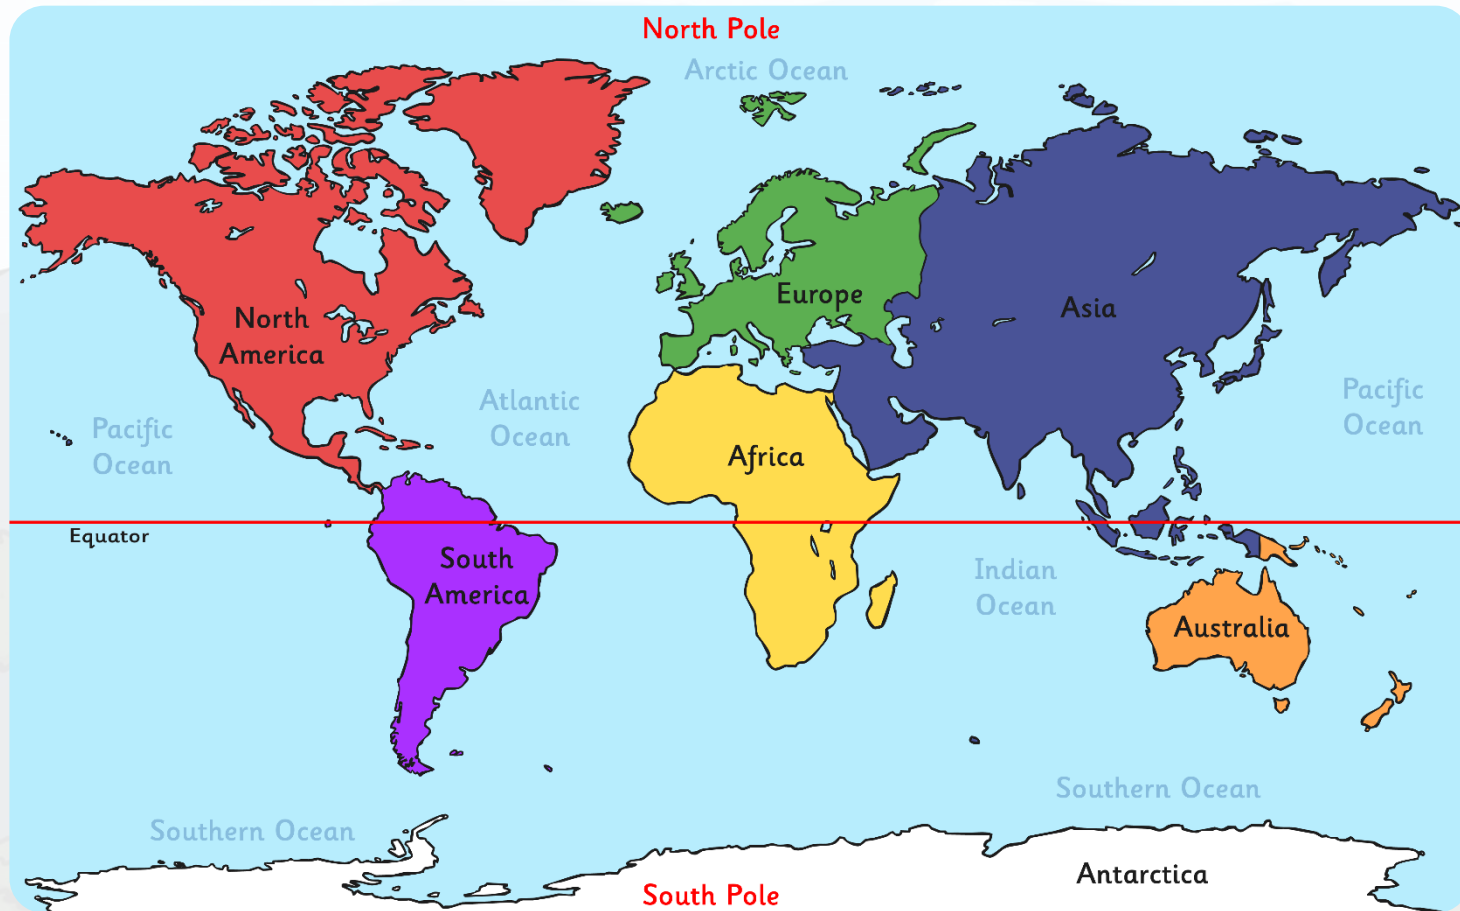 North Pole
Arctic Ocean
Europe
Asia
North
America
Atlantic
Ocean
Pacific
Ocean
Pacific
Ocean
Africa
Equator
South
America
Indian
Ocean
Australia
Southern Ocean
Southern Ocean
Antarctica
South Pole